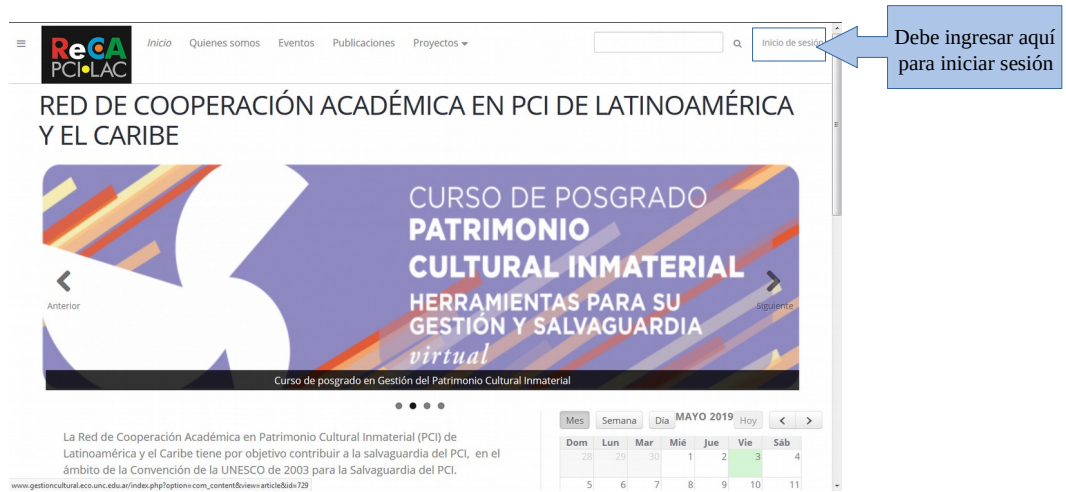 ReCA
PCI•LAC
Inicio Quienes somos Eventos Publicaciones Proyectos
Inicio de sesión
Debe ingresar aquí
para iniciar sesión
RED DE COOPERACIÓN ACADÉMICA EN PCI DE LATINOAMÉRICA
Y EL CARIBE
CURSO DE POSGRADO
PATRIMONIO
CULTURAL INMATERIAL
HERRAMIENTAS PARA SU
GESTIÓN Y SALVAGUARDIA
virtual
Anterior
Siguiente
Curso de posgrado en Gestión del Patrimonio Cultural Inmaterial
La Red de Cooperación Académica en Patrimonio Cultural Inmaterial (PCI) de
Latinoamérica y el Caribe tiene por objetivo contribuir a la salvaguardia del PCI, en el
ámbito de la Convención de la UNESCO de 2003 para la Salvaguardia del PCI.
Mes Semana Día MAYO 2019 Hoy
Dom Lun Mar Mié Jue Vie Sáb
28 29 30 1 2 3 4
5 6 7 8 9 10 11
www.gestioncultural.eco.unc.edu.ar/index.php?option=com_content&view=article&id=729